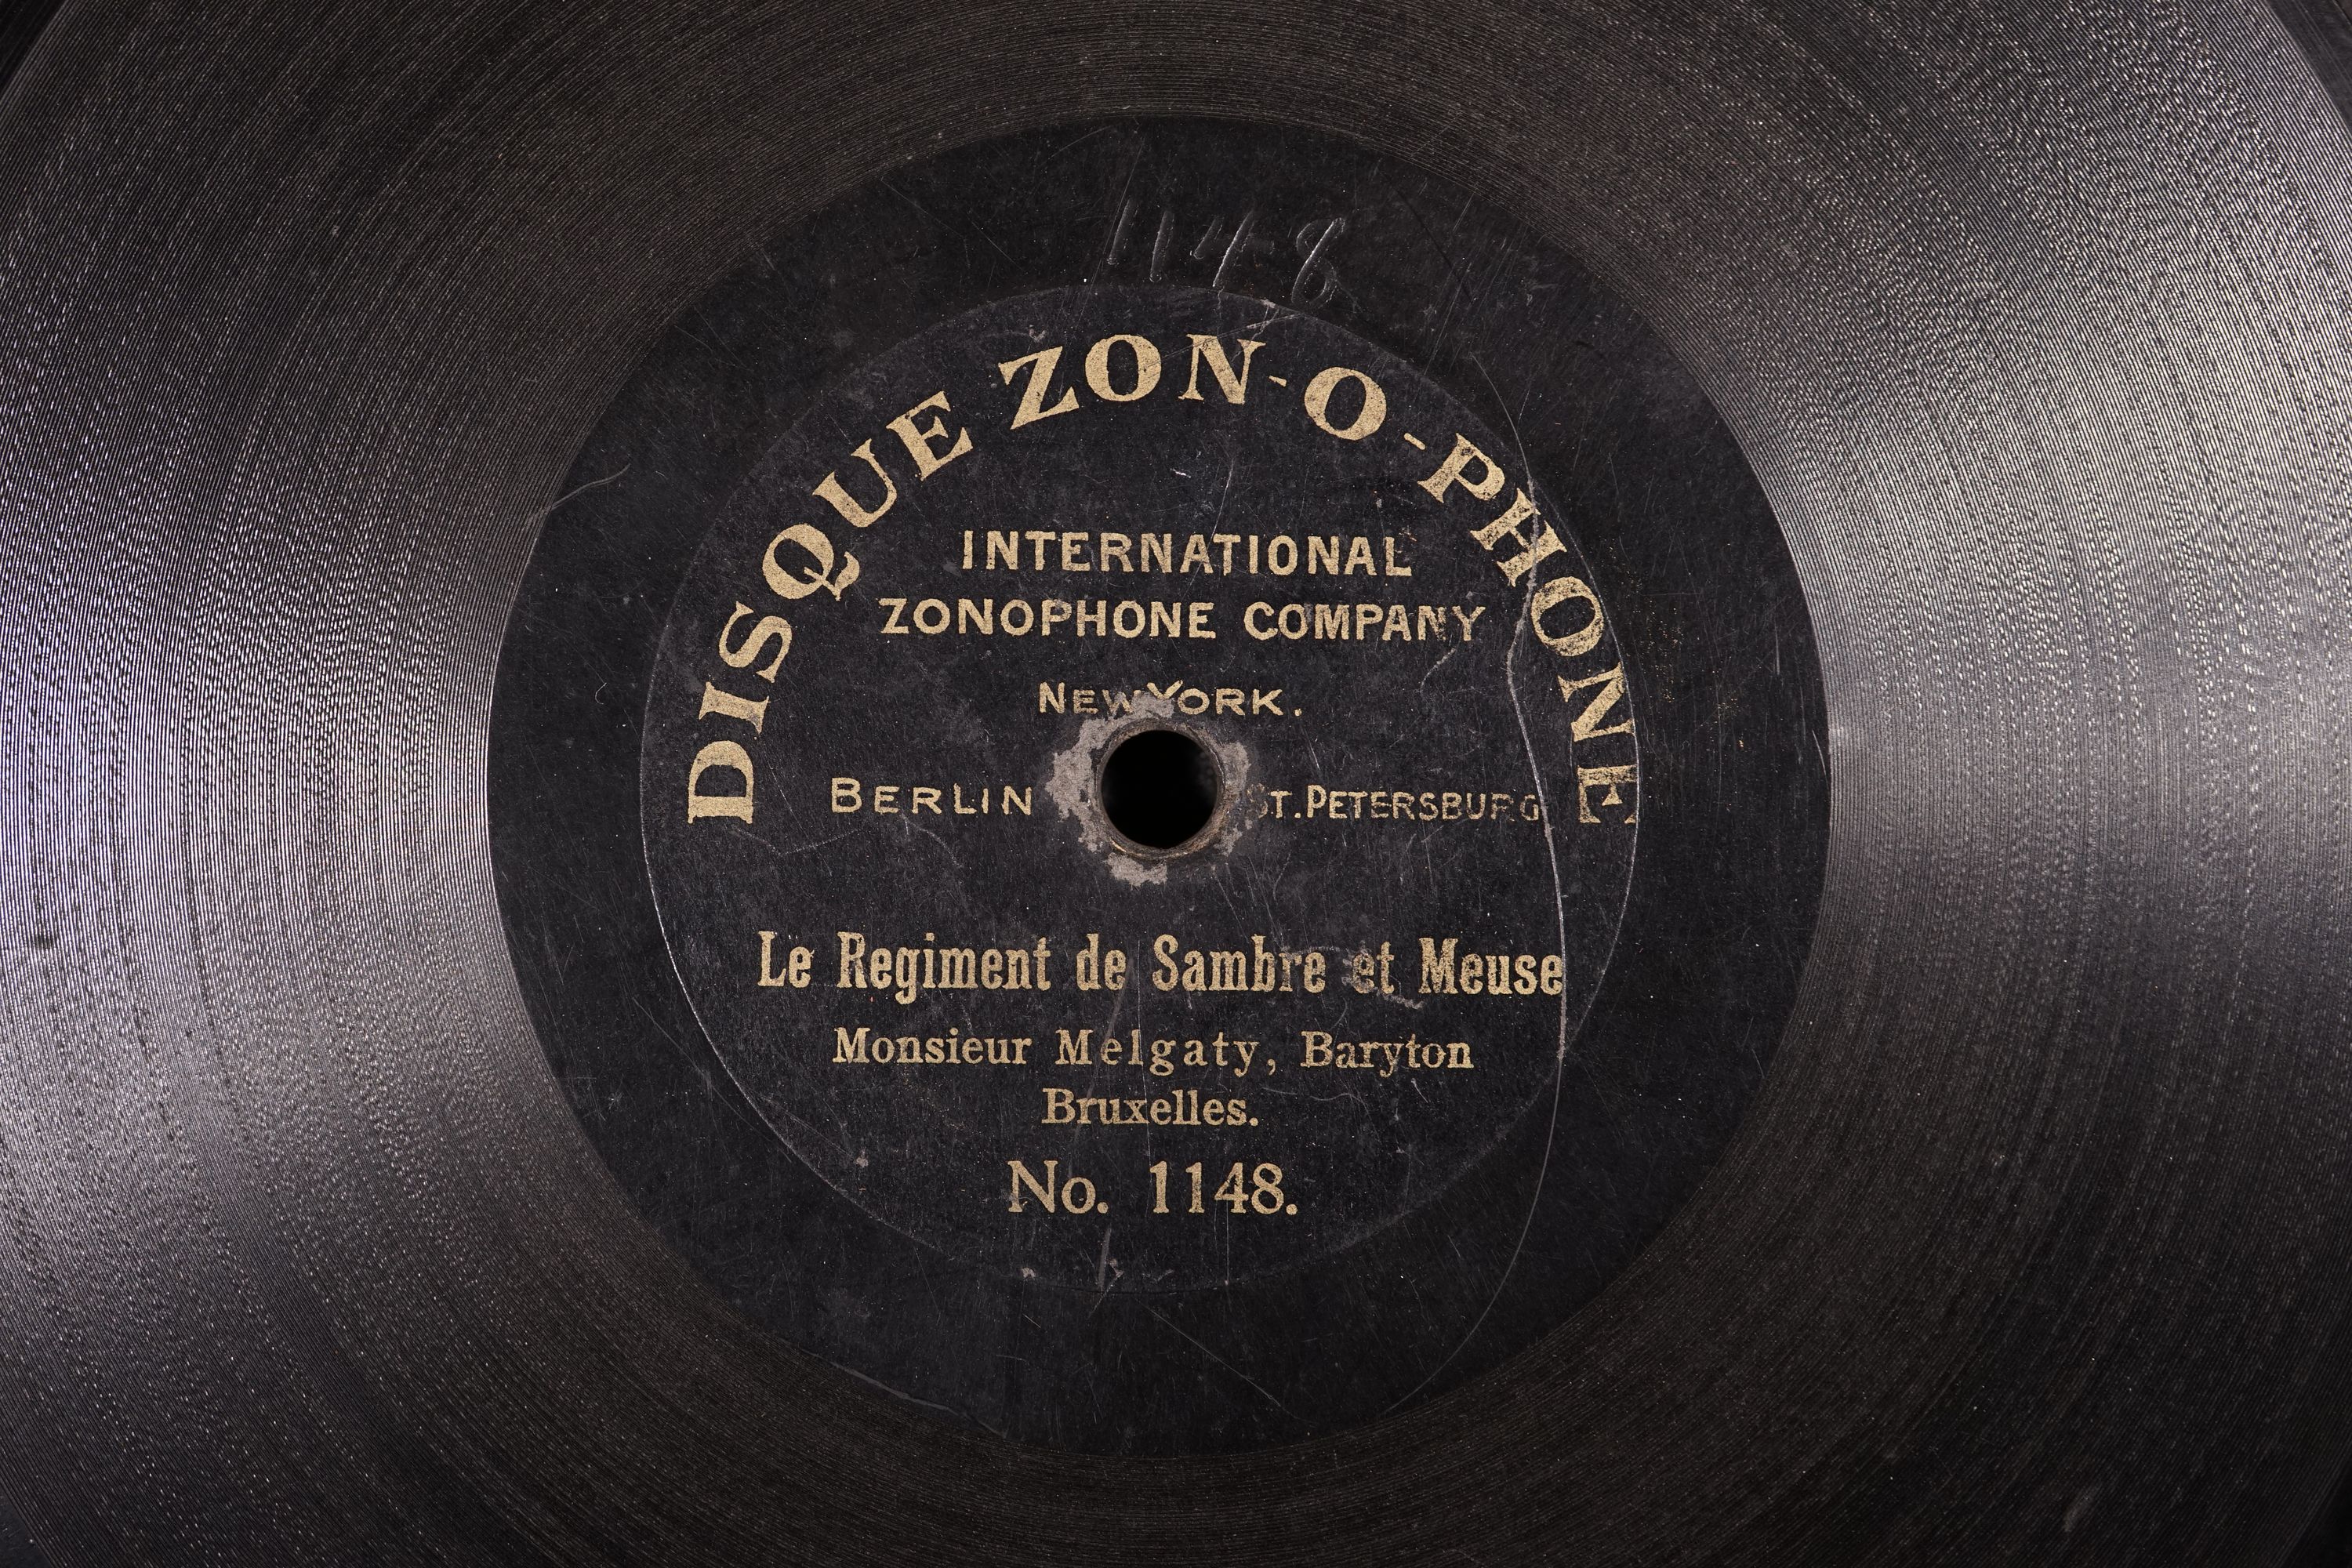 1148
DISQUE ZON-O-PHONE
INTERNATIONAL
ZONOPHONE COMPANY
NEW YORK.
BERLIN ST. PETERSBURG
Le Regiment de Sambre et Meuse
Monsieur Melgaty, Baryton
Bruxelles.
No. 1148.